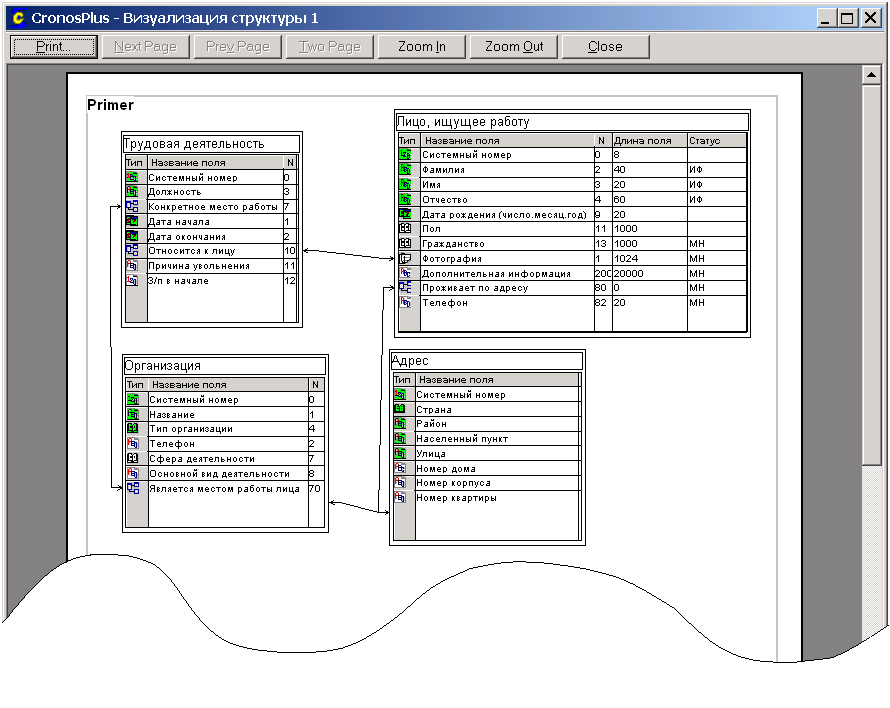 CronosPlus - Визуализация структуры 1
Print... Next Page Prev Page Two Page Zoom In Zoom Out Close
Primer
Трудовая деятельность
Тип Название поля N
Системный номер 0
Должность 3
Конкретное место работы 7
Дата начала 1
Дата окончания 2
Относится к лицу 10
Причина увольнения 11
З/п в начале 12
Лицо, ищущее работу
Тип Название поля N Длина поля Статус
Системный номер 0 8
Фамилия 2 40 ИФ
Имя 3 20 ИФ
Отчество 4 60 ИФ
Дата рождения (число.месяц.год) 9 20
Пол 11 1000
Гражданство 13 1000 МН
Фотография 1 1024 МН
Дополнительная информация 200 20000 МН
Проживает по адресу 80 0 МН
Телефон 82 20 МН
Организация
Тип Название поля N
Системный номер 0
Название 1
Тип организации 4
Телефон 2
Сфера деятельности 7
Основной вид деятельности 8
Является местом работы лица 70
Адрес
Тип Название поля
Системный номер
Страна
Район
Населенный пункт
Улица
Номер дома
Номер корпуса
Номер квартиры